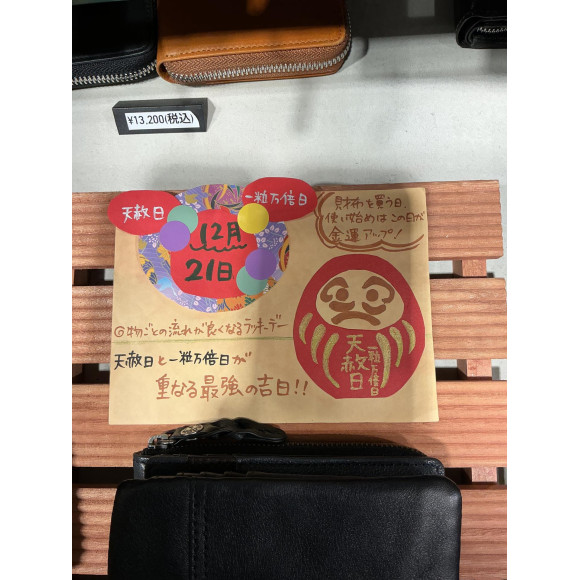 ¥13,200(税込)
天赦日
一粒万倍日
12月
21日
財布を買う日、
使い始めはこの日が
金運アップ!
◎物ごとの流れが良くなるラッキーデー
天赦日と一粒万倍日が
重なる最強の吉日!!
一粒万倍日
天赦日